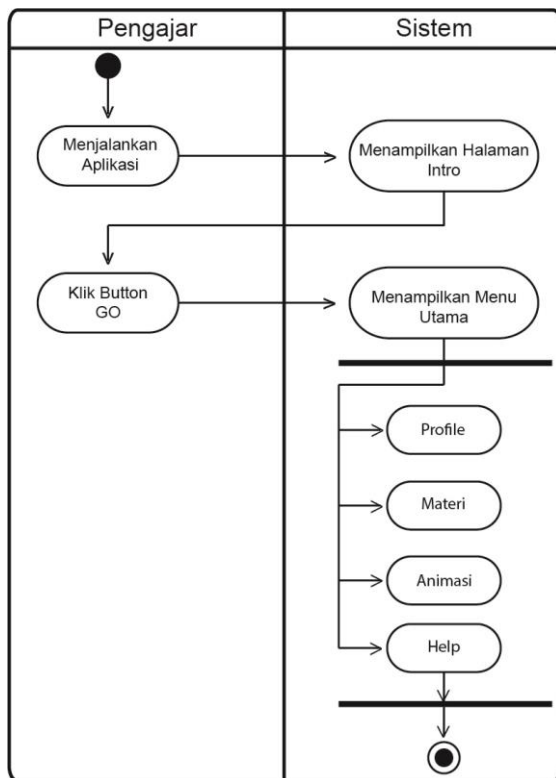 Pengajar
Sistem
Menjalankan
Aplikasi
Menampilkan Halaman
Intro
Klik Button
GO
Menampilkan Menu
Utama
Profile
Materi
Animasi
Help